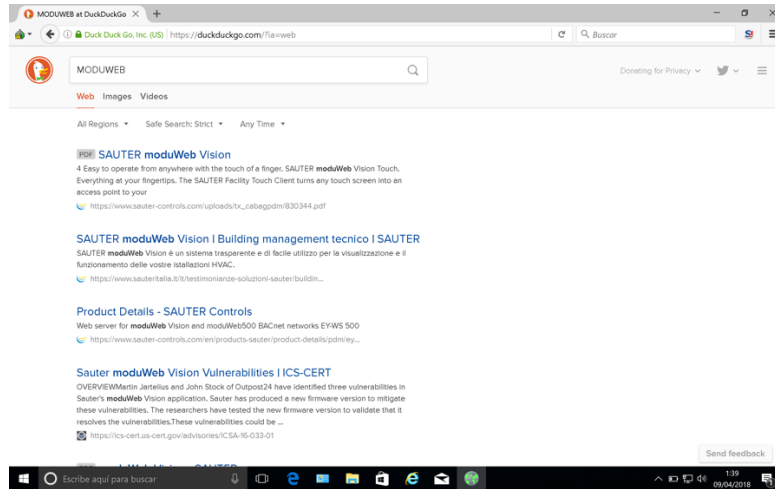 MODUWEB at DuckDuckGo
Duck Duck Go, Inc. (US) https://duckduckgo.com/?ia=web
Buscar
MODUWEB
Donating for Privacy
Web Images Videos
All Regions Safe Search: Strict Any Time
PDF SAUTER moduWeb Vision
4 Easy to operate from anywhere with the touch of a finger. SAUTER moduWeb Vision Touch.
Everything at your fingertips. The SAUTER Facility Touch Client turns any touch screen into an
access point to your
https://www.sauter-controls.com/uploads/tx_cabagpdm/830344.pdf
SAUTER moduWeb Vision | Building management tecnico | SAUTER
SAUTER moduWeb Vision è un sistema trasparente e di facile utilizzo per la visualizzazione e il
funzionamento delle vostre istallazioni HVAC.
https://www.sauteritalia.it/it/testimonianze-soluzioni-sauter/buildin...
Product Details - SAUTER Controls
Web server for moduWeb Vision and moduWeb500 BACnet networks EY-WS 500
https://www.sauter-controls.com/en/products-sauter/product-details/pdm/ey...
Sauter moduWeb Vision Vulnerabilities | ICS-CERT
OVERVIEWMartin Jartelius and John Stock of Outpost24 have identified three vulnerabilities in
Sauter's moduWeb Vision application. Sauter has produced a new firmware version to mitigate
these vulnerabilities. The researchers have tested the new firmware version to validate that it
resolves the vulnerabilities.These vulnerabilities could be ...
https://ics-cert.us-cert.gov/advisories/ICSA-16-033-01
Send feedback
Escribe aquí para buscar
1:39
09/04/2018